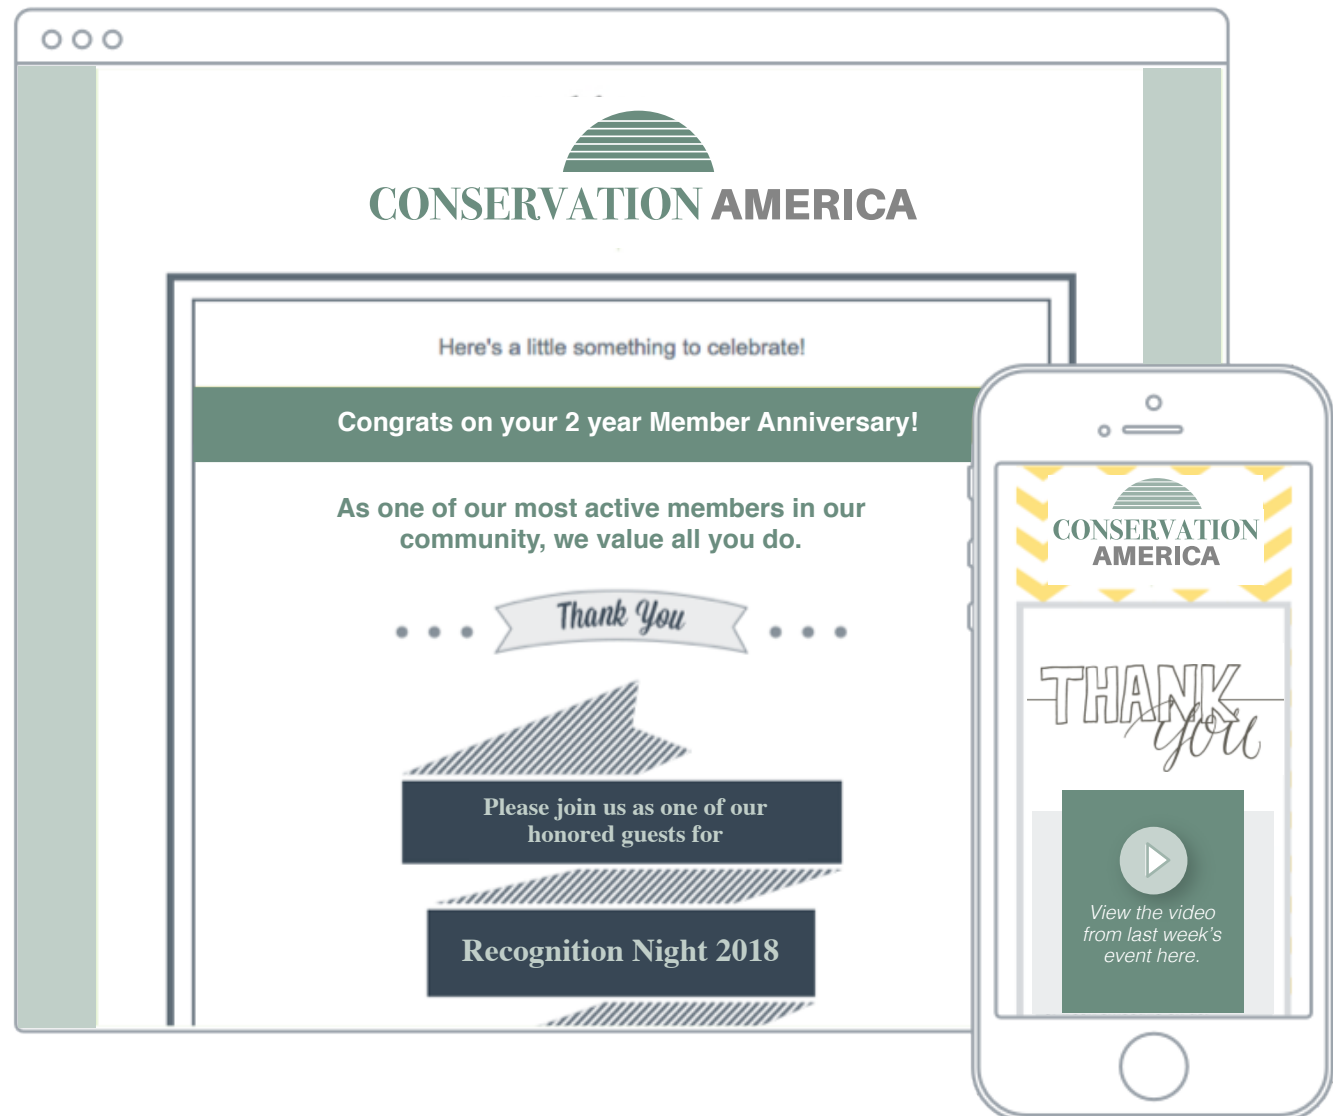 CONSERVATION AMERICA
Here's a little something to celebrate!
Congrats on your 2 year Member Anniversary!
As one of our most active members in our
community, we value all you do.
Thank You
Please join us as one of our
honored guests for
Recognition Night 2018
CONSERVATION
AMERICA
THANK
You
View the video
from last week's
event here.